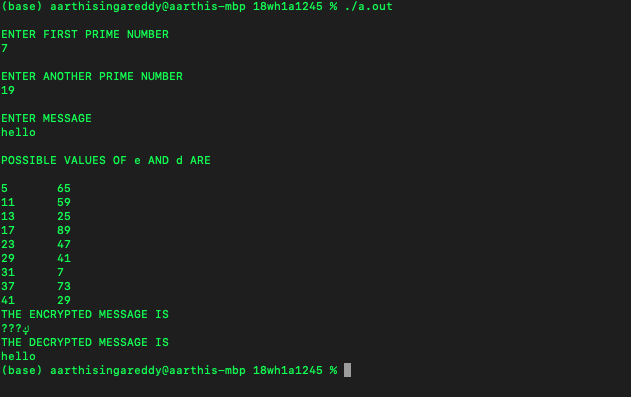 (base) aarthisingareddy@aarthis-mbp 18wh1a1245 % ./a.out
ENTER FIRST PRIME NUMBER
7
ENTER ANOTHER PRIME NUMBER
19
ENTER MESSAGE
hello
POSSIBLE VALUES OF e AND d ARE
5 65
11 59
13 25
17 89
23 47
29 41
31 7
37 73
41 29
THE ENCRYPTED MESSAGE IS
???
THE DECRYPTED MESSAGE IS
hello
(base) aarthisingareddy@aarthis-mbp 18wh1a1245 %